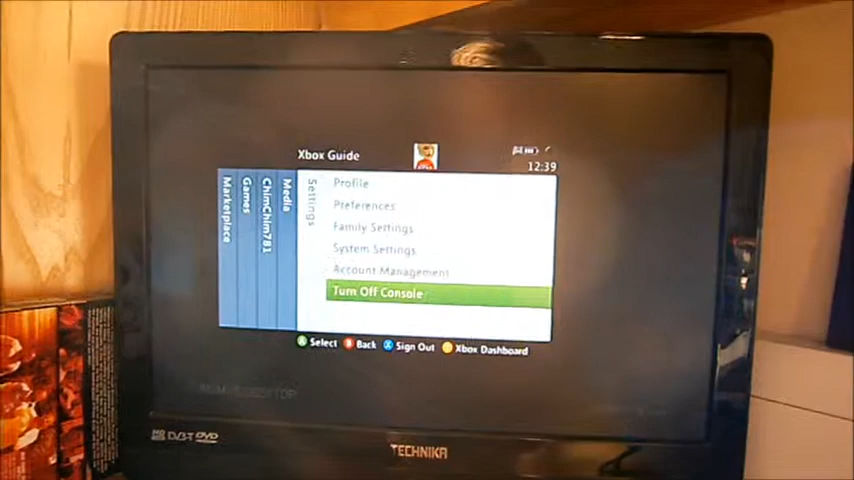 Xbox Guide
12:39
Marketplace
Games
ChimChim781
Media
Settings
Profile
Preferences
Family Settings
System Settings
Account Management
Turn Off Console
A Select B Back X Sign Out Y Xbox Dashboard
HD DVB-T DVD
TECHNIKA